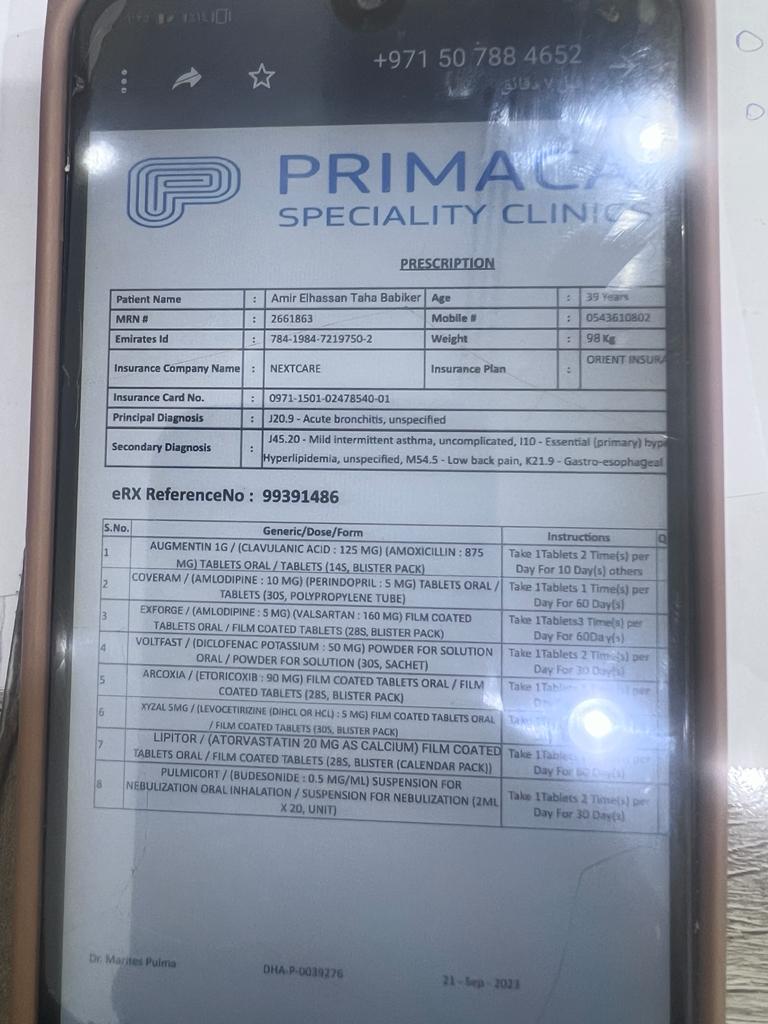 +971 50 788 4652
PRIMACA
SPECIALITY CLINICS
PRESCRIPTION
Patient Name : Amir Elhassan Taha Babiker Age : 39 Years
MRN # : 2661863 Mobile # : 0543610802
Emirates Id : 784-1984-7219750-2 Weight : 98 Kg
Insurance Company Name : NEXTCARE Insurance Plan : ORIENT INSURA
Insurance Card No. : 0971-1501-02478540-01
Principal Diagnosis : J20.9 - Acute bronchitis, unspecified
Secondary Diagnosis : J45.20 - Mild intermittent asthma, uncomplicated, I10 - Essential (primary) hype
Hyperlipidemia, unspecified, M54.5 - Low back pain, K21.9 - Gastro-esophageal
eRX ReferenceNo : 99391486
S.No. Generic/Dose/Form Instructions Q
1 AUGMENTIN 1G / (CLAVULANIC ACID : 125 MG) (AMOXICILLIN : 875 Take 1Tablets 2 Time(s) per
MG) TABLETS ORAL / TABLETS (14S, BLISTER PACK) Day For 10 Day(s) others
2 COVERAM / (AMLODIPINE : 10 MG) (PERINDOPRIL : 5 MG) TABLETS ORAL / Take 1Tablets 1 Time(s) per
TABLETS (30S, POLYPROPYLENE TUBE) Day For 60 Day(s)
3 EXFORGE / (AMLODIPINE : 5 MG) (VALSARTAN : 160 MG) FILM COATED Take 1Tablets3 Time(s) per
TABLETS ORAL / FILM COATED TABLETS (28S, BLISTER PACK) Day For 60Day(s)
4 VOLTFAST / (DICLOFENAC POTASSIUM : 50 MG) POWDER FOR SOLUTION Take 1Tablets 2 Time(s) per
ORAL / POWDER FOR SOLUTION (30S, SACHET) Day For 30 Day(s)
5 ARCOXIA / (ETORICOXIB : 90 MG) FILM COATED TABLETS ORAL / FILM Take 1Tablets
COATED TABLETS (28S, BLISTER PACK)
6 XYZAL 5MG / (LEVOCETIRIZINE (DIHCL OR HCL) : 5 MG) FILM COATED TABLETS ORAL
/ FILM COATED TABLETS (30S, BLISTER PACK)
7 LIPITOR / (ATORVASTATIN 20 MG AS CALCIUM) FILM COATED Take 1Tablets
TABLETS ORAL / FILM COATED TABLETS (28S, BLISTER (CALENDAR PACK)) Day For
8 PULMICORT / (BUDESONIDE : 0.5 MG/ML) SUSPENSION FOR Take 1Tablets 2 Time(s) per
NEBULIZATION ORAL INHALATION / SUSPENSION FOR NEBULIZATION (2ML Day For 30 Day(s)
X 20, UNIT)
Dr. Marites Pulma DHA-P-0039276 21 - Sep - 2023